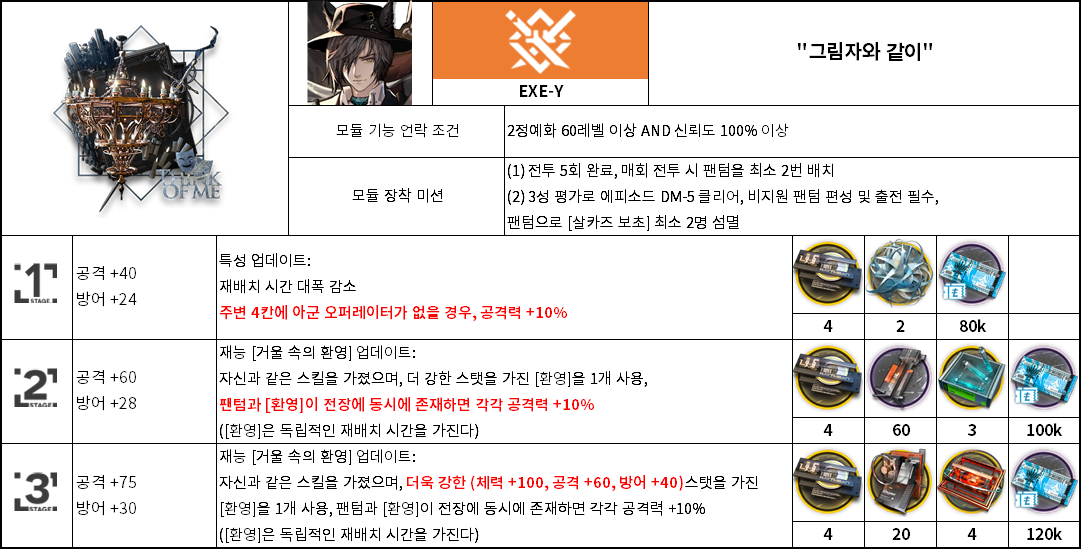 THINK
OF ME
EXE-Y
"그림자와 같이"
모듈 기능 언락 조건
2정예화 60레벨 이상 AND 신뢰도 100% 이상
모듈 장착 미션
(1) 전투 5회 완료, 매회 전투 시 팬텀을 최소 2번 배치
(2) 3성 평가로 에피소드 DM-5 클리어, 비지원 팬텀 편성 및 출전 필수,
팬텀으로 [살카즈 보초] 최소 2명 섬멸
1
STAGE
공격 +40
방어 +24
특성 업데이트:
재배치 시간 대폭 감소
주변 4칸에 아군 오퍼레이터가 없을 경우, 공격력 +10%
4
2
80k
2
STAGE
공격 +60
방어 +28
재능 [거울 속의 환영] 업데이트:
자신과 같은 스킬을 가졌으며, 더 강한 스탯을 가진 [환영]을 1개 사용,
팬텀과 [환영]이 전장에 동시에 존재하면 각각 공격력 +10%
([환영]은 독립적인 재배치 시간을 가진다)
4
60
3
100k
3
STAGE
공격 +75
방어 +30
재능 [거울 속의 환영] 업데이트:
자신과 같은 스킬을 가졌으며, 더욱 강한 (체력 +100, 공격 +60, 방어 +40)스탯을 가진
[환영]을 1개 사용, 팬텀과 [환영]이 전장에 동시에 존재하면 각각 공격력 +10%
([환영]은 독립적인 재배치 시간을 가진다)
4
20
4
120k